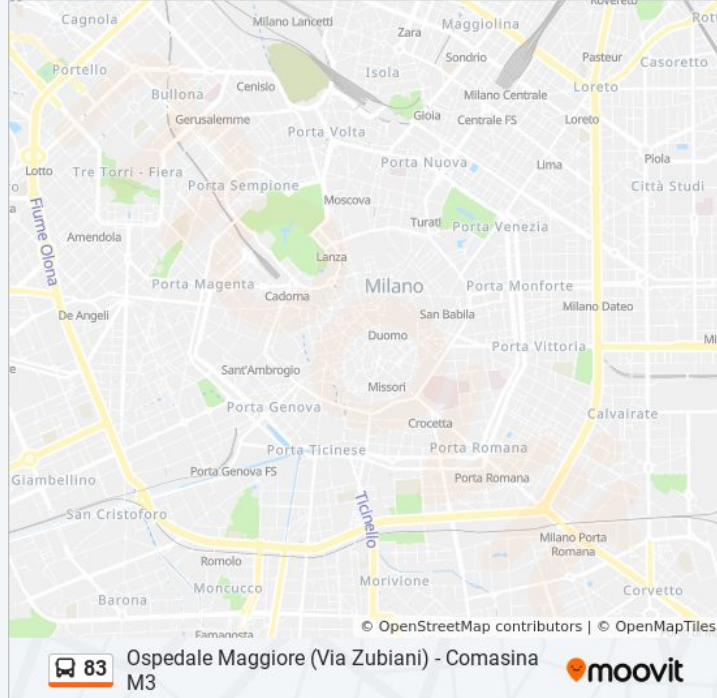 Rovereto
Cagnola
Milano Lancetti
Maggiolina
Zara
Sondrio
Pasteur
Casoretto
Portello
Isola
Bullona
Cenisio
Milano Centrale
Loreto
Gerusalemme
Gioia
Centrale FS
Loreto
Porta Volta
Lotto
Tre Torri - Fiera
Porta Nuova
Lima
Piola
Porta Sempione
Città Studi
Moscova
Fiume Olona
Turati
Porta Venezia
Amendola
Lanza
Porta Magenta
Milano
Porta Monforte
Cadorna
De Angeli
San Babila
Milano Dateo
Duomo
Porta Vittoria
Sant'Ambrogio
Missori
Porta Genova
Crocetta
Calvairate
Porta Ticinese
Porta Romana
Giambellino
Porta Genova FS
Porta Romana
San Cristoforo
Ticinello
Milano Porta
Romana
Romolo
Moncucco
Morivione
Corvetto
Barona
Famagosta
© OpenStreetMap contributors | © OpenMapTiles
83
Ospedale Maggiore (Via Zubiani) - Comasina
M3
moovit